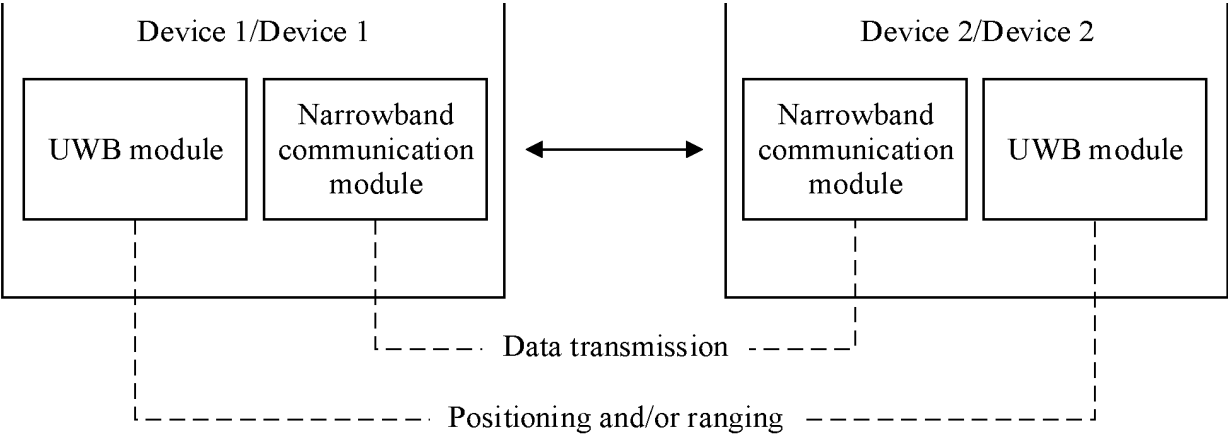 Device 1/Device 1
UWB module
Narrowband
communication
module
Device 2/Device 2
Narrowband
communication
module
UWB module
Data transmission
Positioning and/or ranging